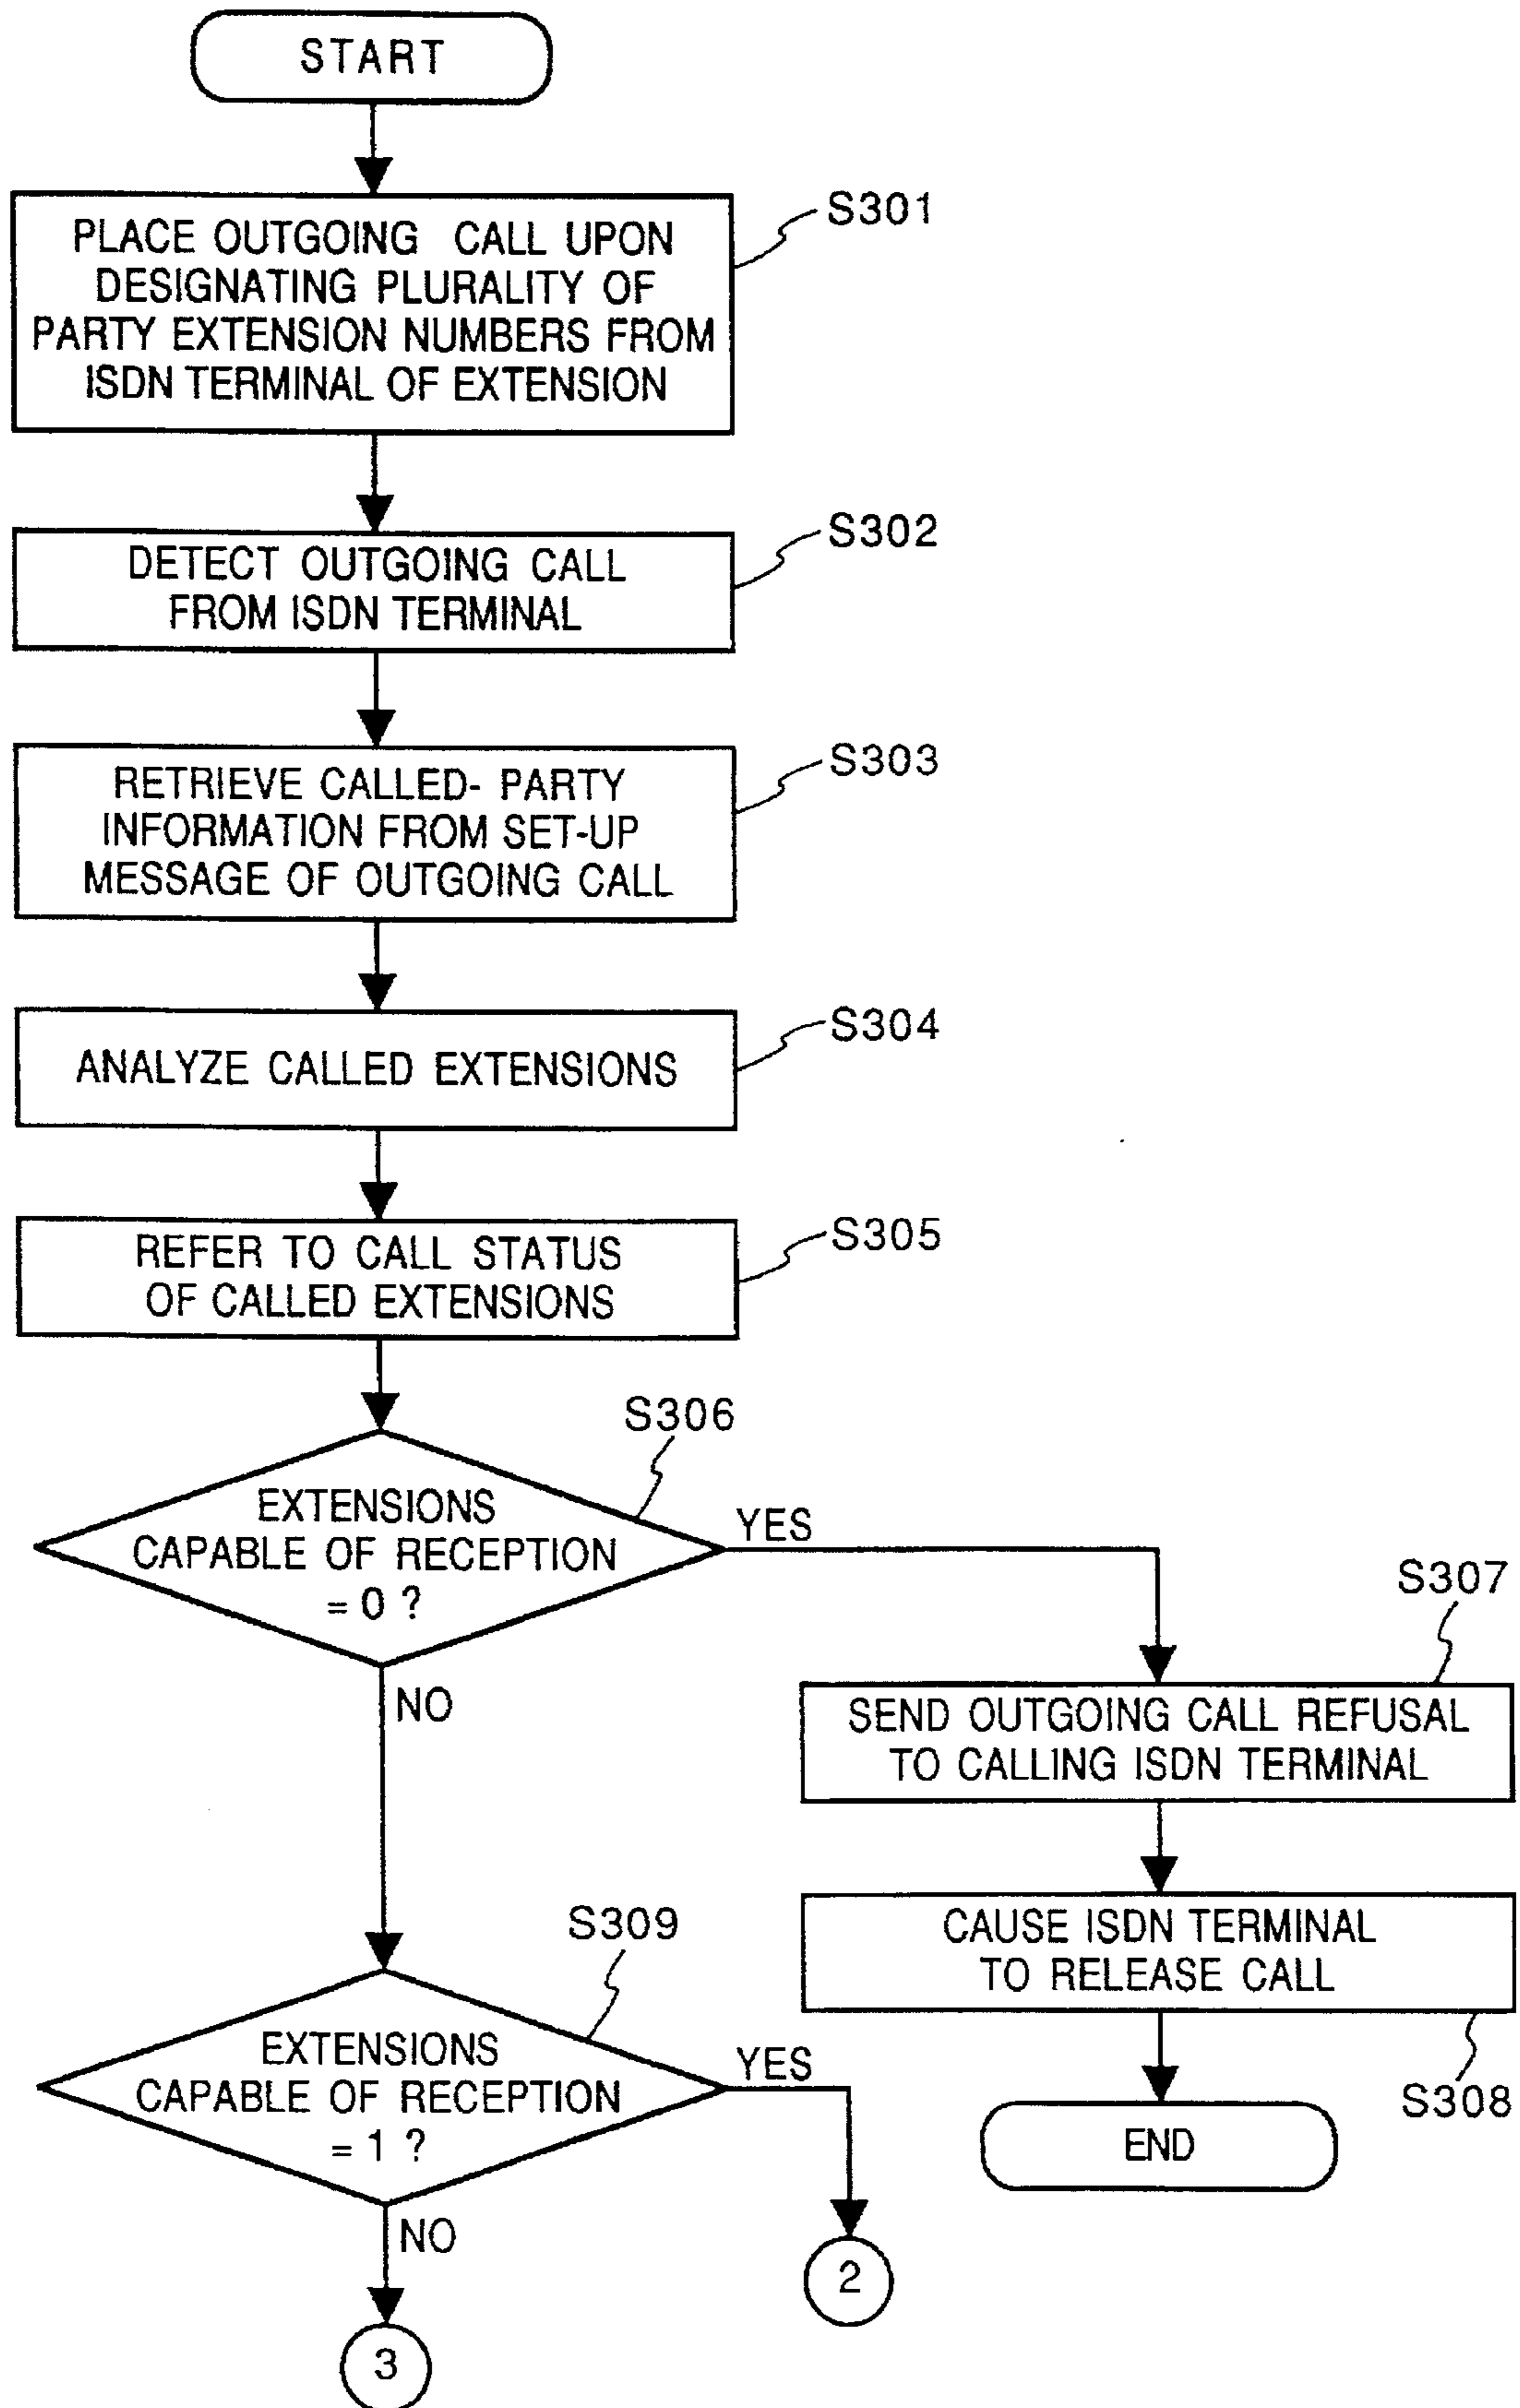 START
PLACE OUTGOING CALL UPON
DESIGNATING PLURALITY OF
PARTY EXTENSION NUMBERS FROM
ISDN TERMINAL OF EXTENSION
S301
DETECT OUTGOING CALL
FROM ISDN TERMINAL
S302
RETRIEVE CALLED- PARTY
INFORMATION FROM SET-UP
MESSAGE OF OUTGOING CALL
S303
ANALYZE CALLED EXTENSIONS
S304
REFER TO CALL STATUS
OF CALLED EXTENSIONS
S305
S306
EXTENSIONS
CAPABLE OF RECEPTION
= 0 ?
YES
NO
S307
SEND OUTGOING CALL REFUSAL
TO CALLING ISDN TERMINAL
CAUSE ISDN TERMINAL
TO RELEASE CALL
S308
END
S309
EXTENSIONS
CAPABLE OF RECEPTION
= 1 ?
YES
NO
2
3